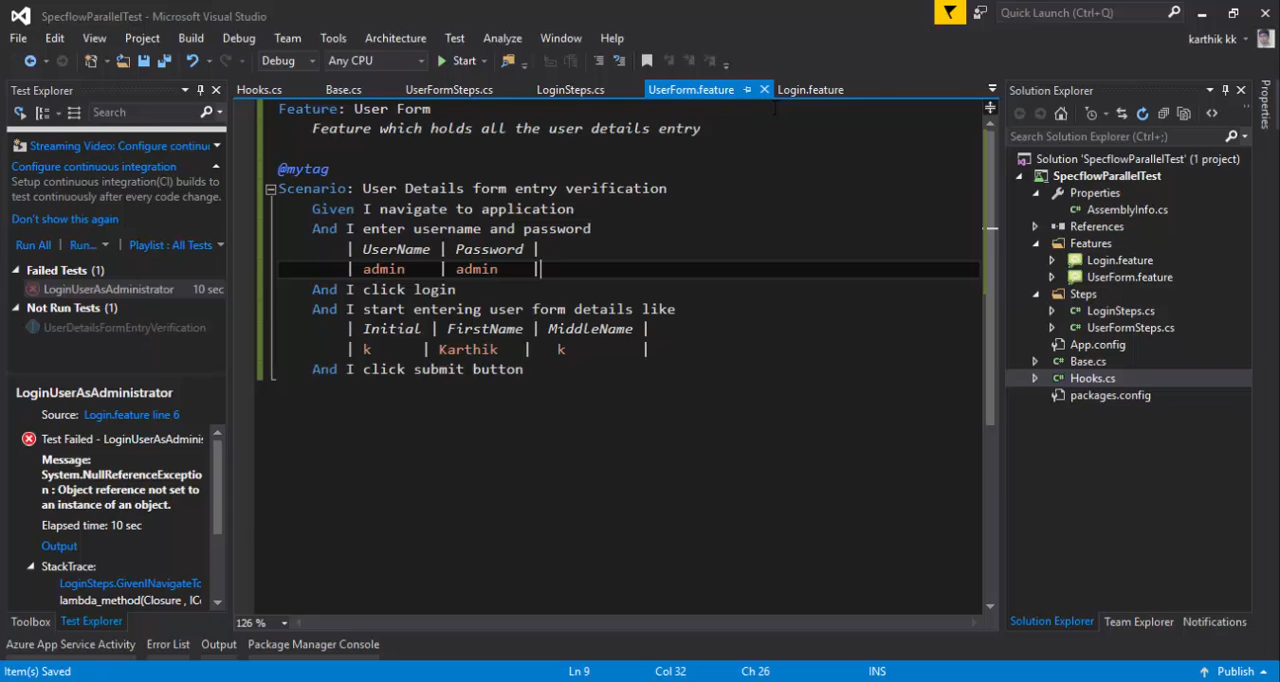 SpecflowParallelTest - Microsoft Visual Studio
Quick Launch (Ctrl+Q)
File Edit View Project Build Debug Team Tools Architecture Test Analyze Window Help
karthik kk
Debug Any CPU Start
Test Explorer
Search
Streaming Video: Configure continu
Configure continuous integration
Setup continuous integration(CI) builds to
test continuously after every code change.
Don't show this again
Run All Run... Playlist : All Tests
Failed Tests (1)
LoginUserAsAdministrator 10 sec
Not Run Tests (1)
UserDetailsFormEntryVerification
LoginUserAsAdministrator
Source: Login.feature line 6
Test Failed - LoginUserAsAdminis
Message:
System.NullReferenceExceptio
n : Object reference not set to
an instance of an object.
Elapsed time: 10 sec
Output
StackTrace:
LoginSteps.GivenINavigateTc
lambda_method(Closure , IC
Toolbox Test Explorer
Hooks.cs Base.cs UserFormSteps.cs LoginSteps.cs UserForm.feature Login.feature
Feature: User Form
Feature which holds all the user details entry
@mytag
Scenario: User Details form entry verification
Given I navigate to application
And I enter username and password
| UserName | Password |
| admin | admin |
And I click login
And I start entering user form details like
| Initial | FirstName | MiddleName |
| k | Karthik | k |
And I click submit button
126 %
Solution Explorer
Search Solution Explorer (Ctrl+;)
Solution 'SpecflowParallelTest' (1 project)
SpecflowParallelTest
Properties
AssemblyInfo.cs
References
Features
Login.feature
UserForm.feature
Steps
LoginSteps.cs
UserFormSteps.cs
App.config
Base.cs
Hooks.cs
packages.config
Solution Explorer Team Explorer Notifications
Properties
Azure App Service Activity Error List Output Package Manager Console
Item(s) Saved Ln 9 Col 32 Ch 26 INS Publish